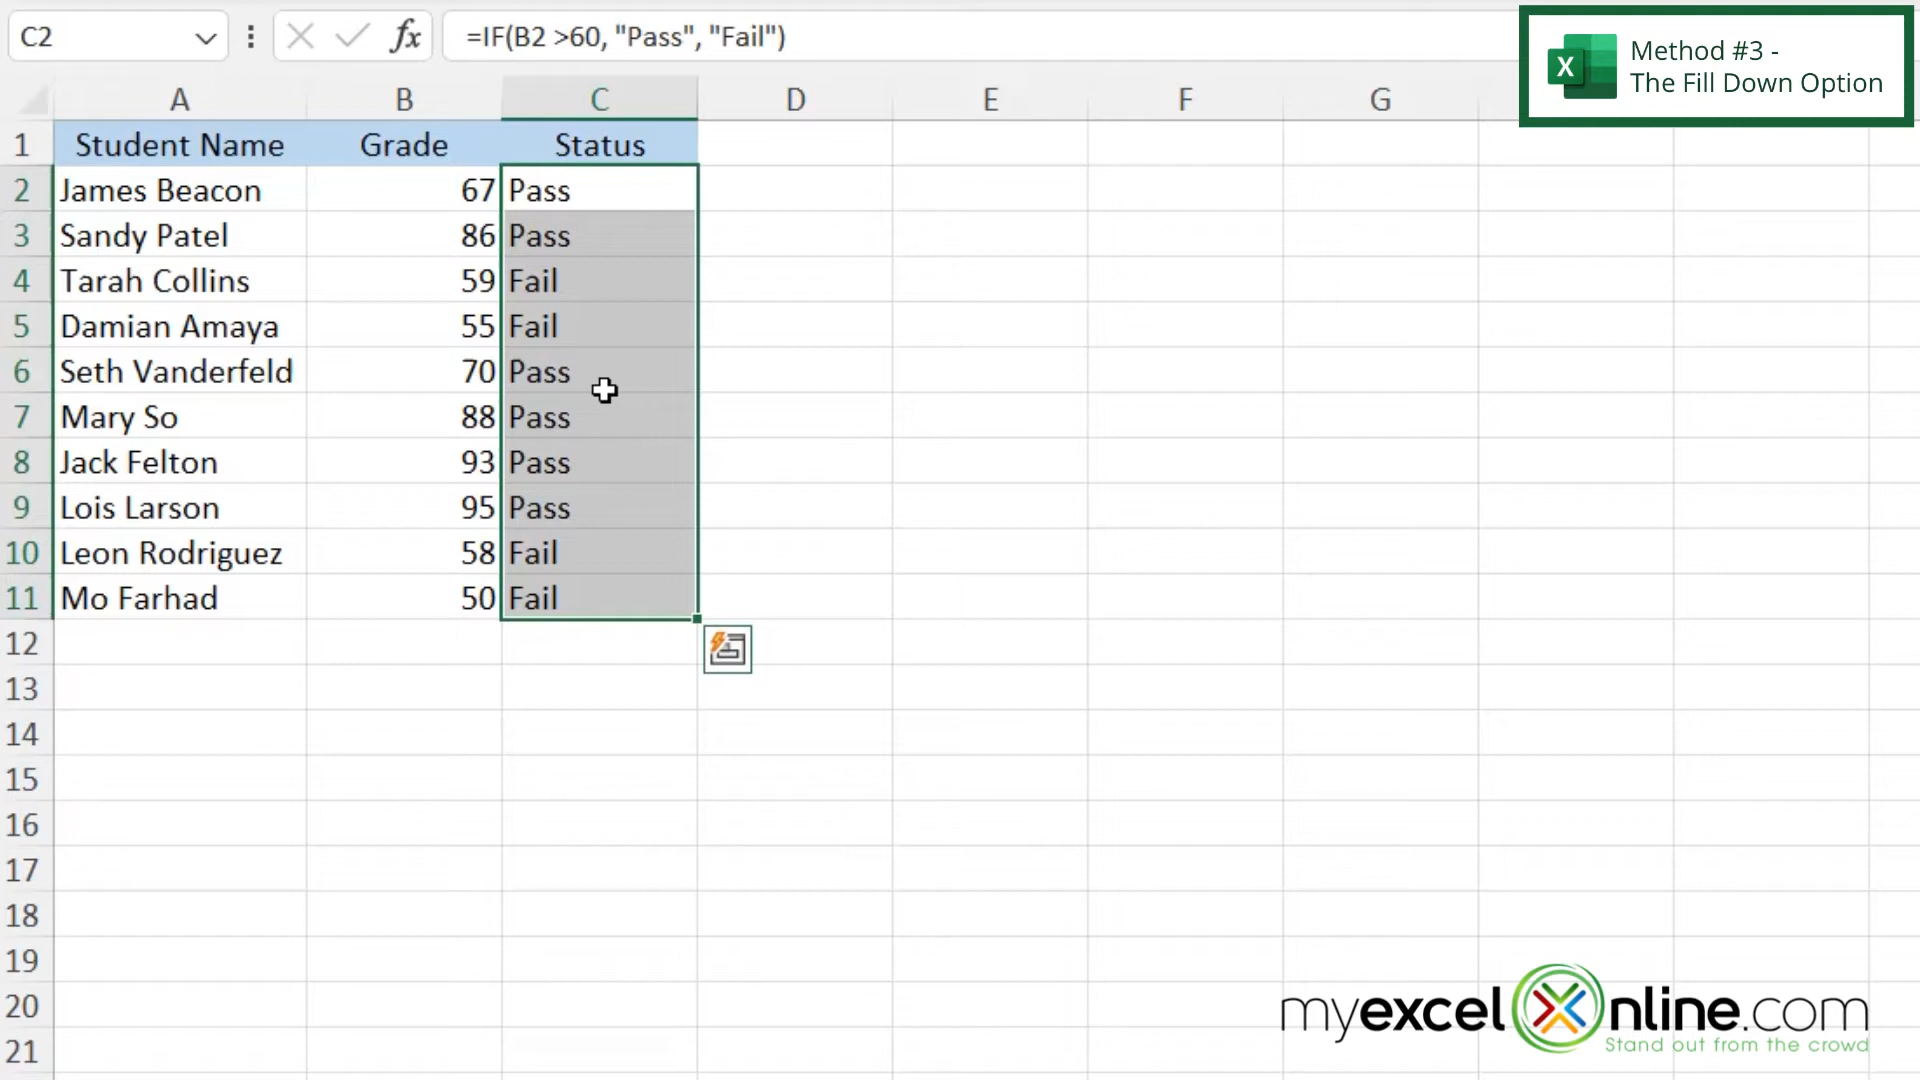 C2 fx =IF(B2 >60, "Pass", "Fail")
Method #3 -
The Fill Down Option
A B C D E F G
1 Student Name Grade Status
2 James Beacon 67 Pass
3 Sandy Patel 86 Pass
4 Tarah Collins 59 Fail
5 Damian Amaya 55 Fail
6 Seth Vanderfeld 70 Pass
7 Mary So 88 Pass
8 Jack Felton 93 Pass
9 Lois Larson 95 Pass
10 Leon Rodriguez 58 Fail
11 Mo Farhad 50 Fail
12
13
14
15
16
17
18
19
20
21
myexcelonline.com
Stand out from the crowd